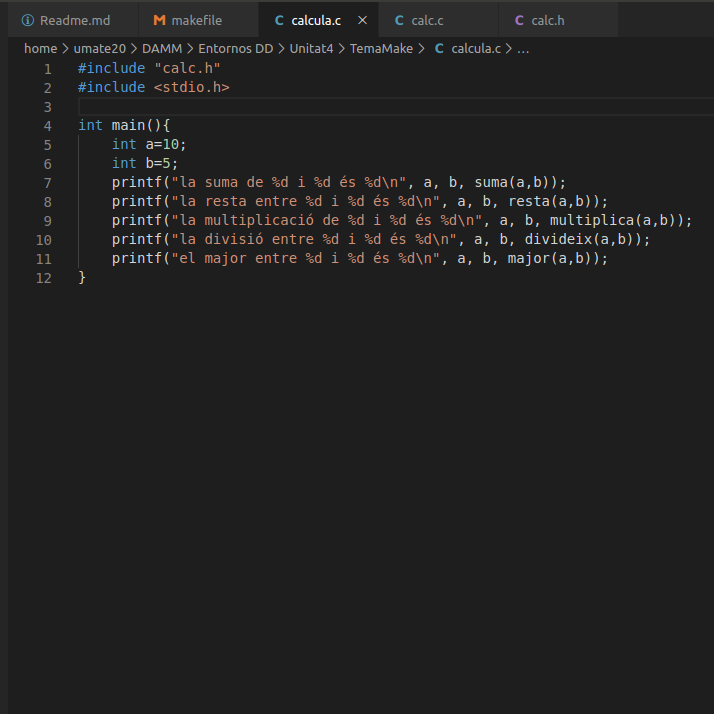 Readme.md makefile calcula.c calc.c calc.h
home > umate20 > DAMM > Entornos DD > Unitat4 > TemaMake > C calcula.c > ...
1 #include "calc.h"
2 #include <stdio.h>
3
4 int main(){
5 int a=10;
6 int b=5;
7 printf("la suma de %d i %d és %d\n", a, b, suma(a,b));
8 printf("la resta entre %d i %d és %d\n", a, b, resta(a,b));
9 printf("la multiplicació de %d i %d és %d\n", a, b, multiplica(a,b));
10 printf("la divisió entre %d i %d és %d\n", a, b, divideix(a,b));
11 printf("el major entre %d i %d és %d\n", a, b, major(a,b));
12 }